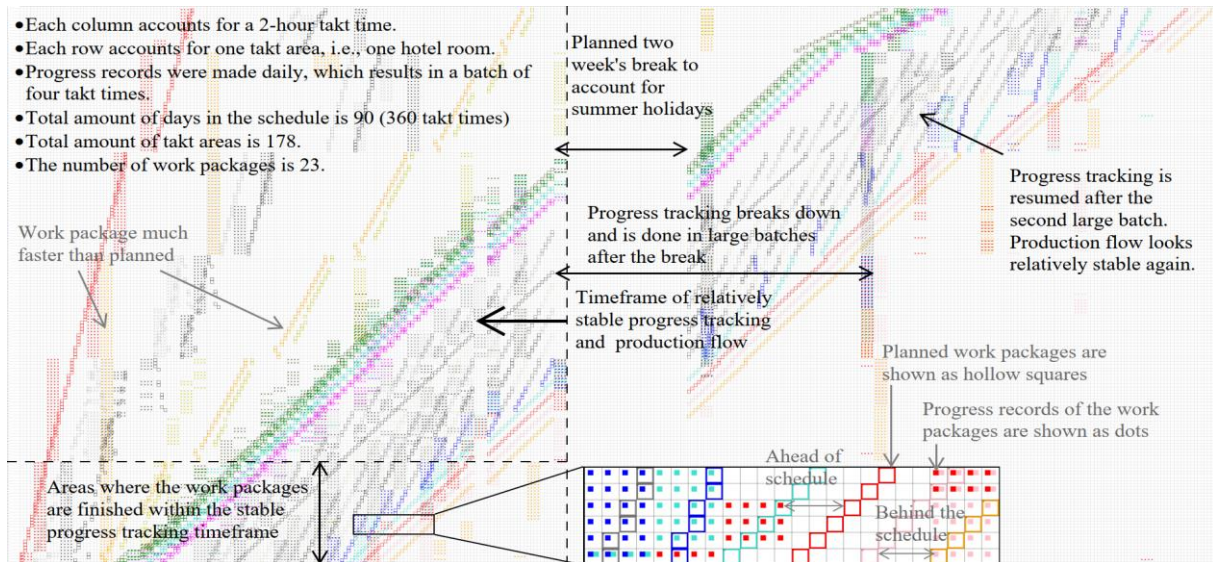 •Each column accounts for a 2-hour takt time.
•Each row accounts for one takt area, i.e., one hotel room.
•Progress records were made daily, which results in a batch of
four takt times.
•Total amount of days in the schedule is 90 (360 takt times)
•Total amount of takt areas is 178.
•The number of work packages is 23.
Planned two
week's break to
account for
summer holidays
Progress tracking is
resumed after the
second large batch.
Production flow looks
relatively stable again.
Work package much
faster than planned
Progress tracking breaks down
and is done in large batches
after the break
Timeframe of relatively
stable progress tracking
and production flow
Planned work packages are
shown as hollow squares
Progress records of the work
packages are shown as dots
Areas where the work packages
are finished within the stable
progress tracking timeframe
Ahead of
schedule
Behind the
schedule